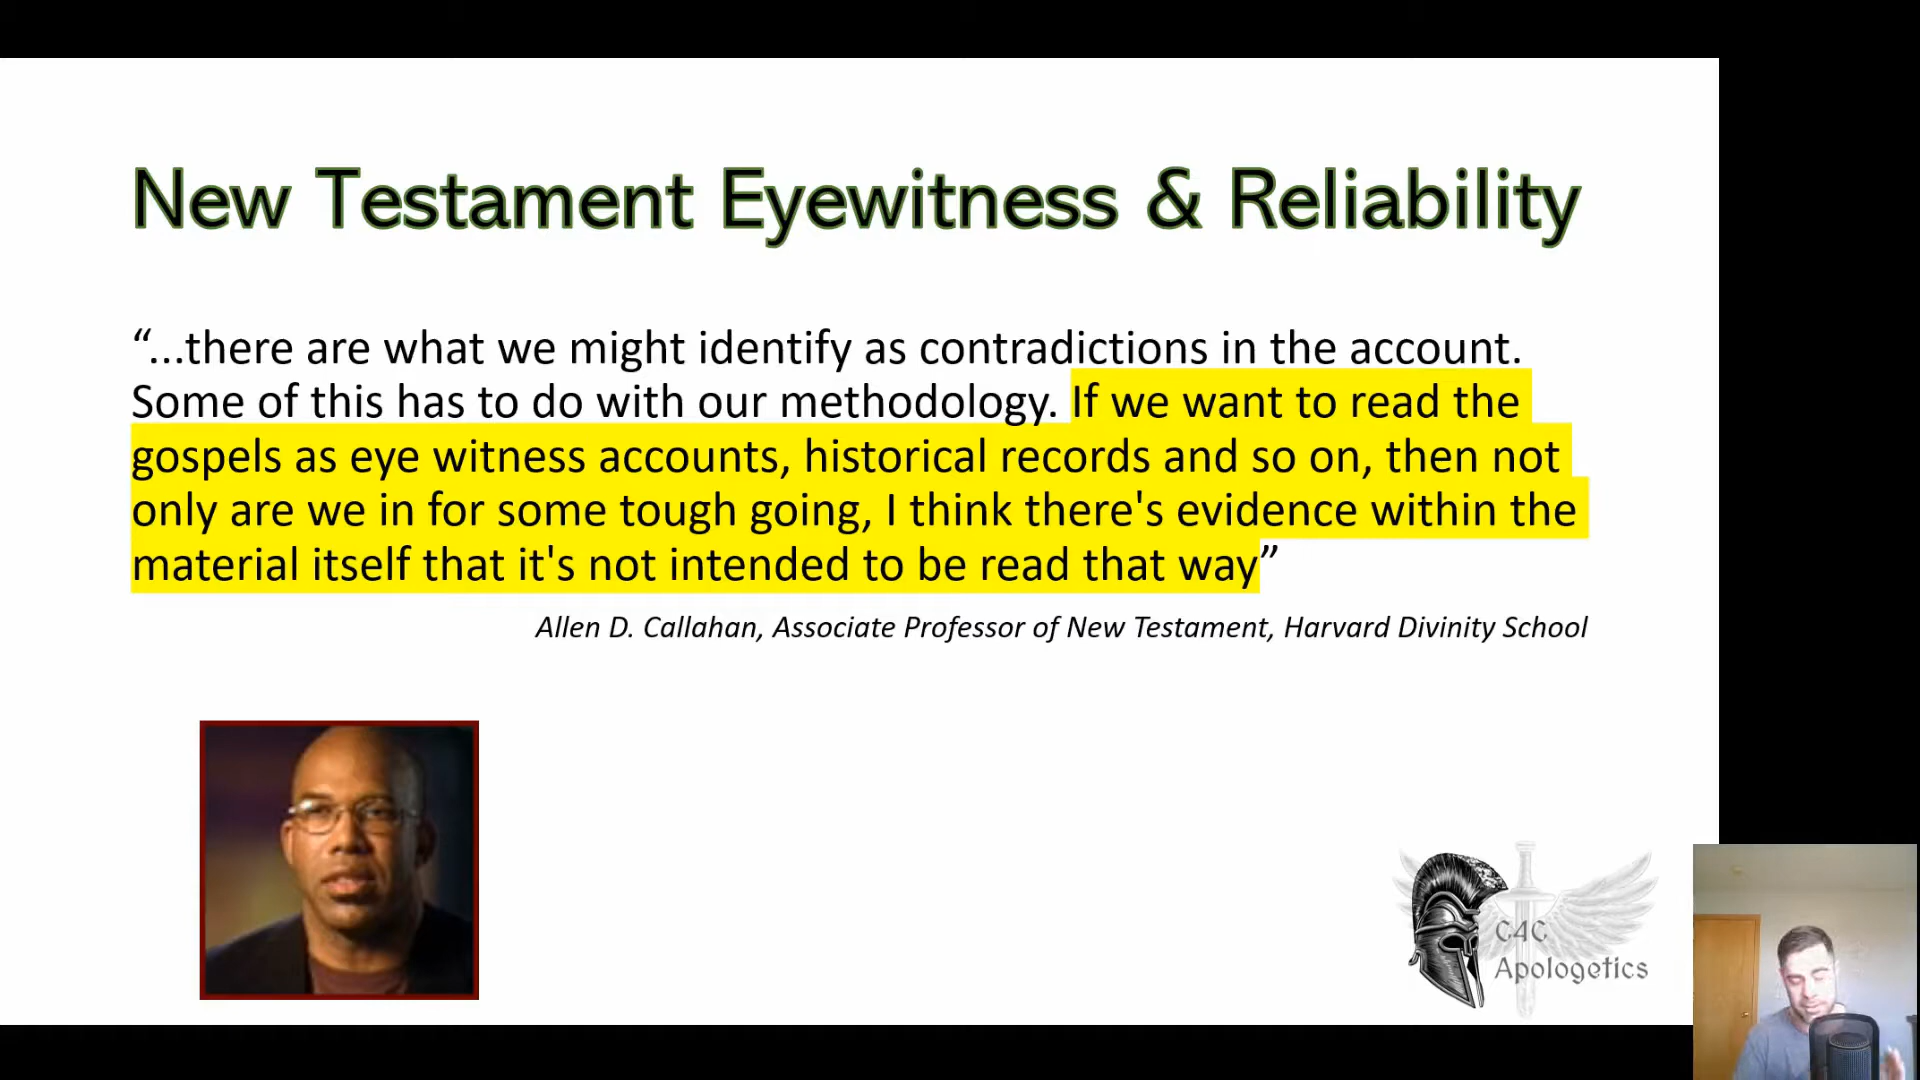 New Testament Eyewitness & Reliability
“...there are what we might identify as contradictions in the account.
Some of this has to do with our methodology. If we want to read the
gospels as eye witness accounts, historical records and so on, then not
only are we in for some tough going, I think there's evidence within the
material itself that it's not intended to be read that way”
Allen D. Callahan, Associate Professor of New Testament, Harvard Divinity School
C4C
Apologetics